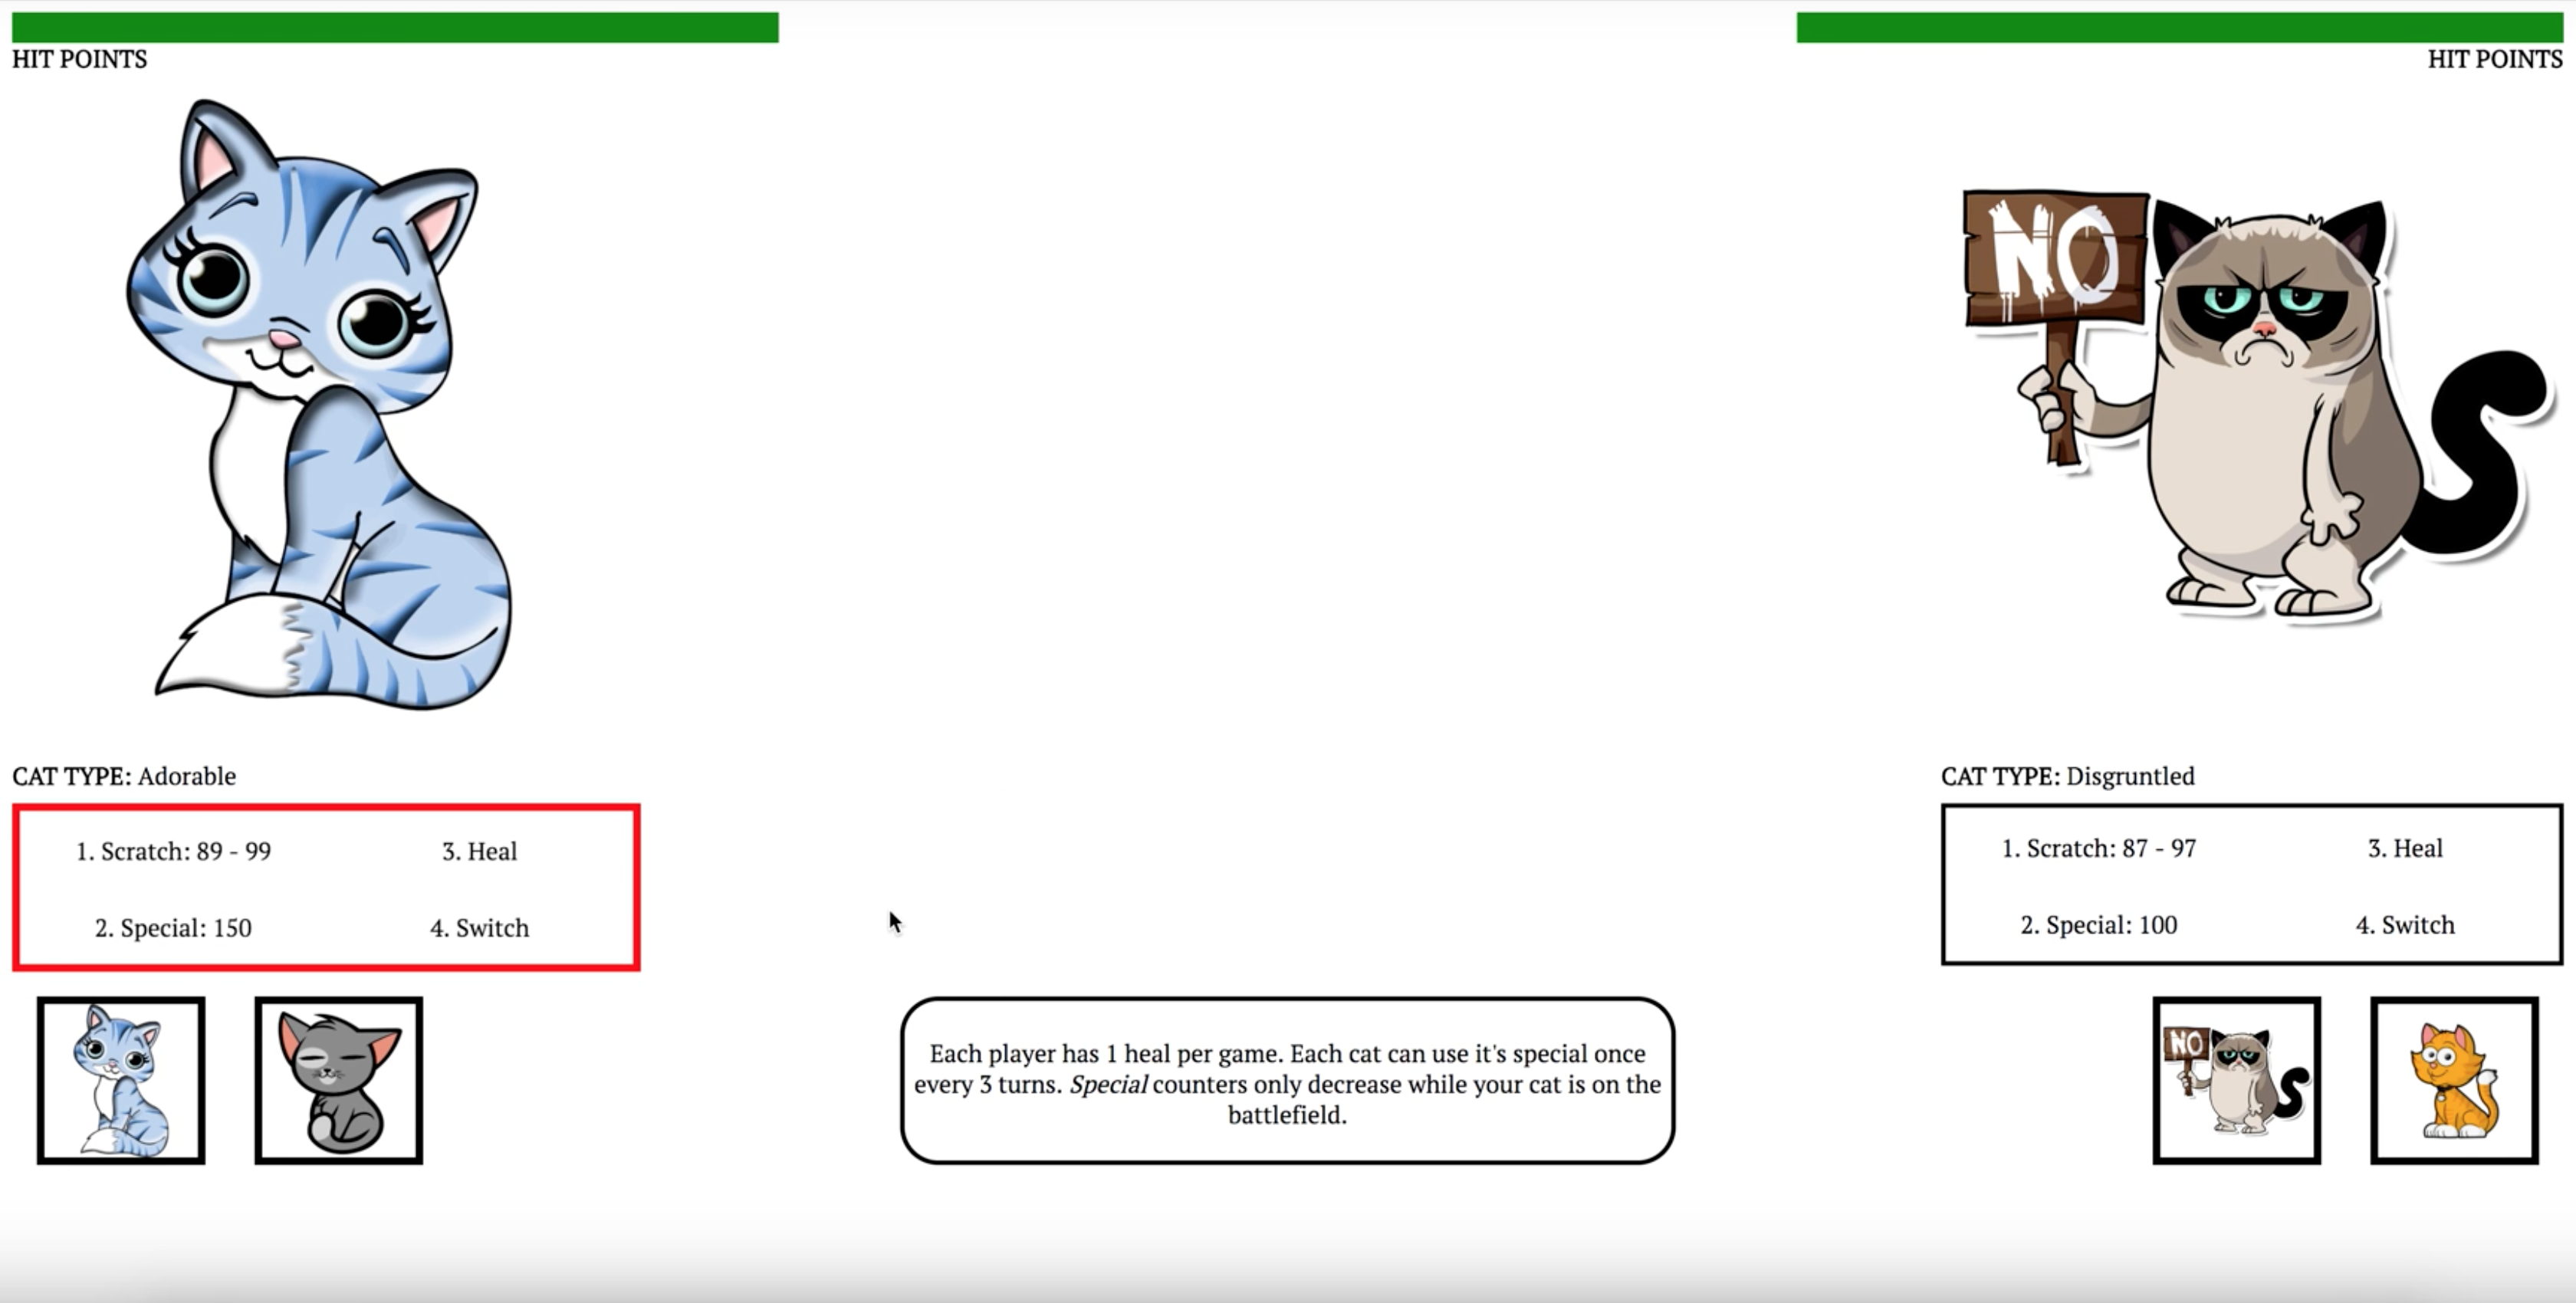 HIT POINTS
HIT POINTS
NO
CAT TYPE: Adorable
1. Scratch: 89 - 99
3. Heal
2. Special: 150
4. Switch
CAT TYPE: Disgruntled
1. Scratch: 87 - 97
3. Heal
2. Special: 100
4. Switch
Each player has 1 heal per game. Each cat can use it's special once
every 3 turns. Special counters only decrease while your cat is on the
battlefield.
NO